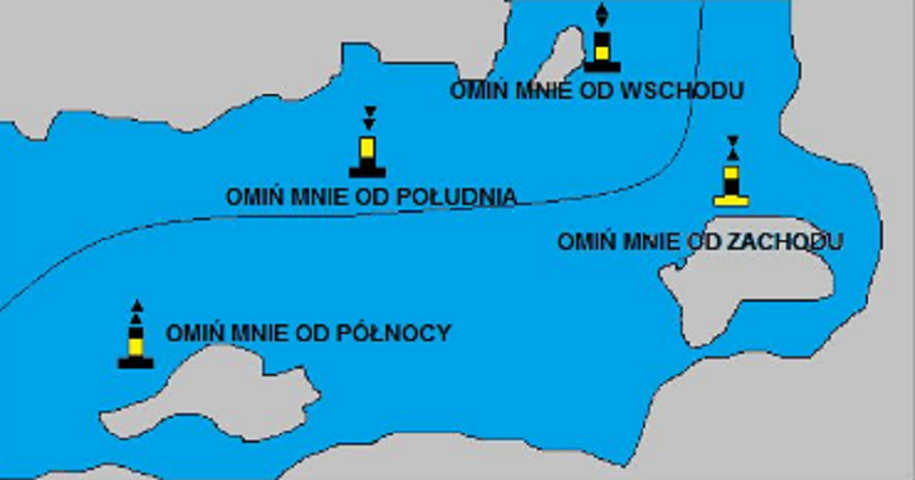 OMIŃ MNIE OD WSCHODU
OMIŃ MNIE OD POŁUDNIA
OMIŃ MNIE OD ZACHODU
OMIŃ MNIE OD PÓŁNOCY